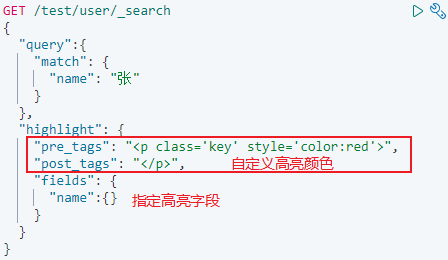 GET /test/user/_search
{
  "query":{
    "match": {
      "name": "张"
    }
  },
  "highlight": {
    "pre_tags": "<p class='key' style='color:red'>",
    "post_tags": "</p>", 自定义高亮颜色
    "fields": {
      "name":{} 指定高亮字段
    }
  }
}